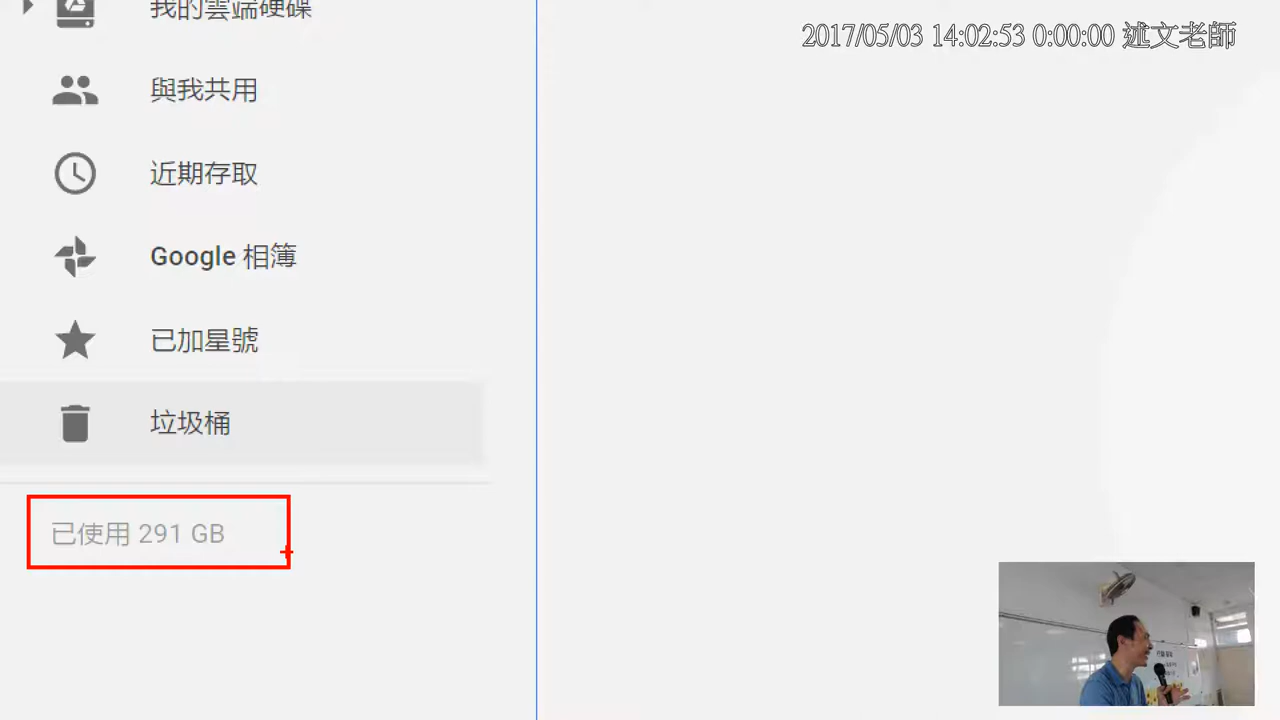 我的雲端硬碟
2017/05/03 14:02:53 0:00:00 述文老師
與我共用
近期存取
Google 相簿
已加星號
垃圾桶
已使用 291 GB